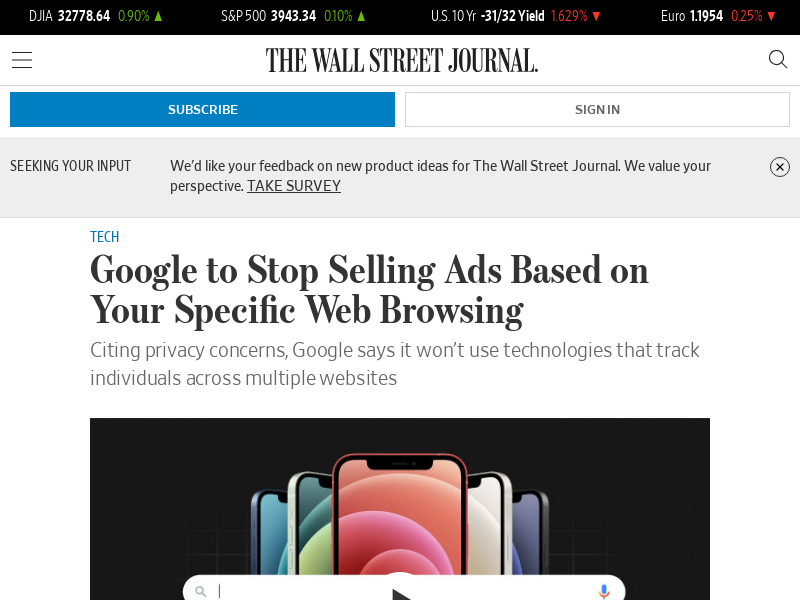 DJIA 32778.64 0.90% ▲ S&P 500 3943.34 0.10% ▲ U.S. 10 Yr -31/32 Yield 1.629% ▼ Euro 1.1954 0.25% ▼
THE WALL STREET JOURNAL.
SUBSCRIBE
SIGN IN
SEEKING YOUR INPUT
We’d like your feedback on new product ideas for The Wall Street Journal. We value your
perspective. TAKE SURVEY
TECH
Google to Stop Selling Ads Based on
Your Specific Web Browsing
Citing privacy concerns, Google says it won’t use technologies that track
individuals across multiple websites